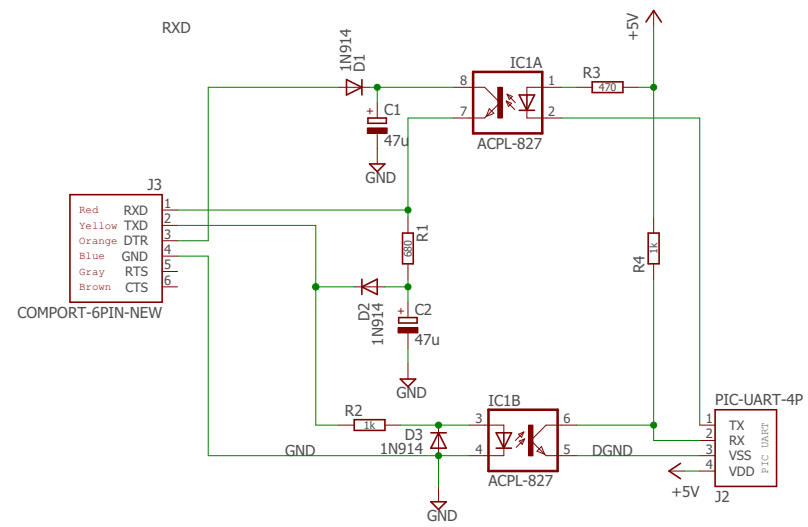 RXD
+5V
1N914
D1
IC1A
8
1
R3
470
+
C1
7
2
47u
ACPL-827
GND
J3
Red RXD 1
Yellow TXD 2
Orange DTR 3
Blue GND 4
Gray RTS 5
Brown CTS 6
COMPORT-6PIN-NEW
680
R1
R4
1k
D2
1N914
+
C2
47u
GND
IC1B
PIC-UART-4P
R2
1k
3
6
D3
1N914
4
5
GND
DGND
ACPL-827
1 TX
2 RX
3 VSS
4 VDD
PIC UART
+5V
J2
GND